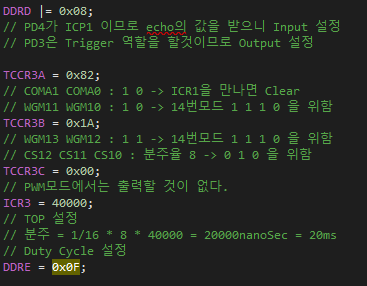 DDRD |= 0x08;
// PD4가 ICP1 이므로 echo의 값을 받으니 Input 설정
// PD3은 Trigger 역할을 할것이므로 Output 설정
TCCR3A = 0x82;
// COMA1 COMA0 : 1 0 -> ICR1을 만나면 Clear
// WGM11 WGM10 : 1 0 -> 14번모드 1 1 1 0 을 위함
TCCR3B = 0x1A;
// WGM13 WGM12 : 1 1 -> 14번모드 1 1 1 0 을 위함
// CS12 CS11 CS10 : 분주율 8 -> 0 1 0 을 위함
TCCR3C = 0x00;
// PWM모드에서는 출력할 것이 없다.
ICR3 = 40000;
// TOP 설정
// 분주 = 1/16 * 8 * 40000 = 20000nanoSec = 20ms
// Duty Cycle 설정
DDRE = 0x0F;